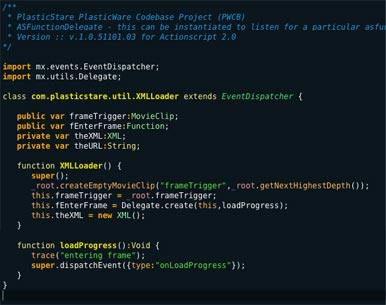 /**
* PlasticStare PlasticWare Codebase Project (PWCB)
* ASFunctionDelegate - this can be instantiated to listen for a particular asfun
* Version :: v.1.0.51101.03 for Actionscript 2.0
*/
import mx.events.EventDispatcher;
import mx.utils.Delegate;
class com.plasticstare.util.XMLLoader extends EventDispatcher {
public var frameTrigger:MovieClip;
public var fEnterFrame:Function;
private var theXML:XML;
private var theURL:String;
function XMLLoader() {
super();
_root.createEmptyMovieClip("frameTrigger",_root.getNextHighestDepth());
this.frameTrigger = _root.frameTrigger;
this.fEnterFrame = Delegate.create(this,loadProgress);
this.theXML = new XML();
}
function loadProgress():Void {
trace("entering frame");
super.dispatchEvent({type:"onLoadProgress"});
}
}